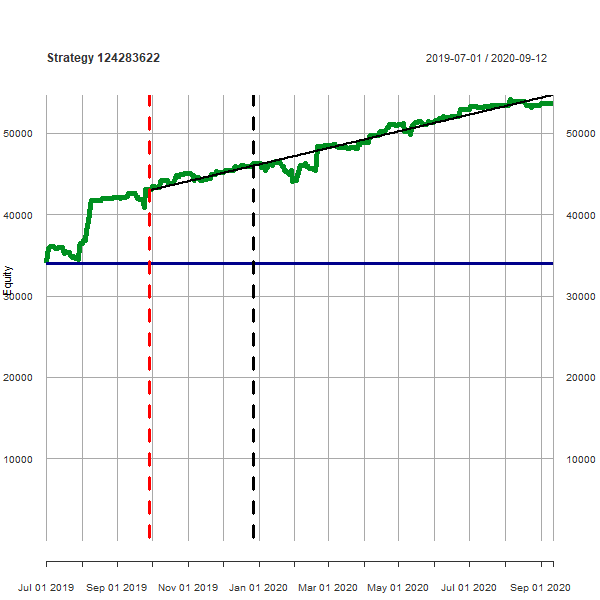 Strategy 124283622 2019-07-01 / 2020-09-12
50000 50000
40000 40000
Equity
30000 30000
20000 20000
10000 10000
Jul 01 2019 Sep 01 2019 Nov 01 2019 Jan 01 2020 Mar 01 2020 May 01 2020 Jul 01 2020 Sep 01 2020